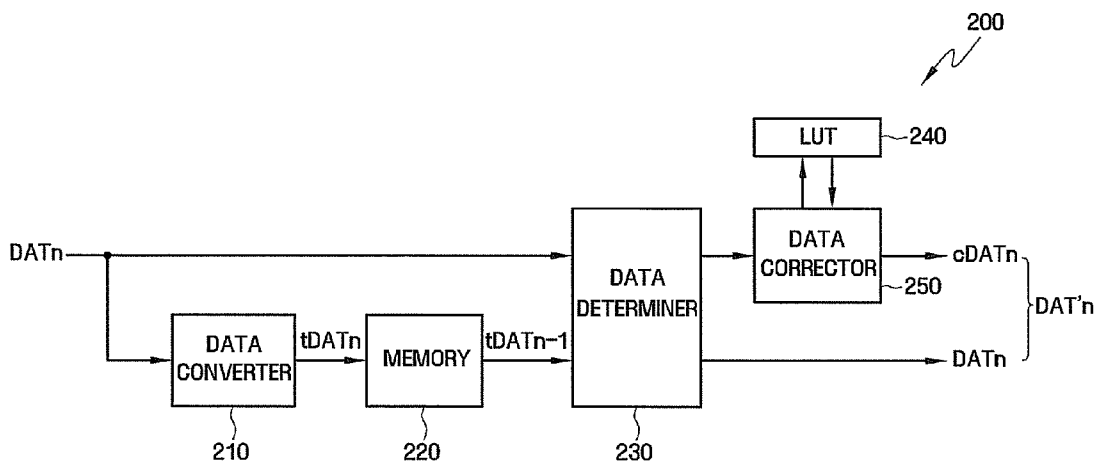 200
LUT
240
DATn
DATA
CORRECTOR
250
cDATn
DAT'n
DATA
DETERMINER
DATA
CONVERTER
tDATn
MEMORY
tDATn-1
DATn
210
220
230